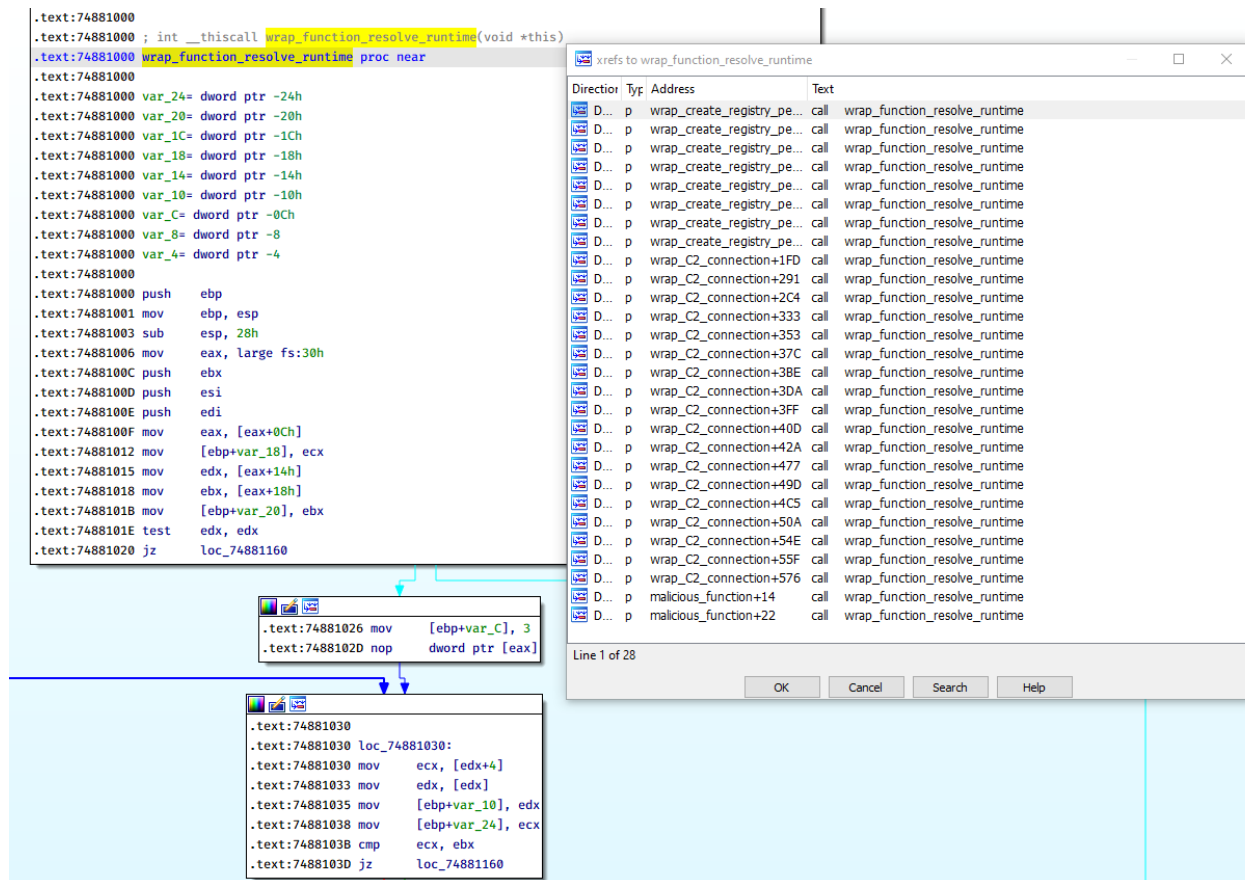 .text:74881000
.text:74881000 ; int __thiscall wrap_function_resolve_runtime(void *this)
.text:74881000 wrap_function_resolve_runtime proc near
.text:74881000
.text:74881000 var_24= dword ptr -24h
.text:74881000 var_20= dword ptr -20h
.text:74881000 var_1C= dword ptr -1Ch
.text:74881000 var_18= dword ptr -18h
.text:74881000 var_14= dword ptr -14h
.text:74881000 var_10= dword ptr -10h
.text:74881000 var_C= dword ptr -0Ch
.text:74881000 var_8= dword ptr -8
.text:74881000 var_4= dword ptr -4
.text:74881000
.text:74881000 push ebp
.text:74881001 mov ebp, esp
.text:74881003 sub esp, 28h
.text:74881006 mov eax, large fs:30h
.text:7488100C push ebx
.text:7488100D push esi
.text:7488100E push edi
.text:7488100F mov eax, [eax+0Ch]
.text:74881012 mov [ebp+var_18], ecx
.text:74881015 mov edx, [eax+14h]
.text:74881018 mov ebx, [eax+18h]
.text:7488101B mov [ebp+var_20], ebx
.text:7488101E test edx, edx
.text:74881020 jz loc_74881160
.text:74881026 mov [ebp+var_C], 3
.text:7488102D nop dword ptr [eax]
.text:74881030
.text:74881030 loc_74881030:
.text:74881030 mov ecx, [edx+4]
.text:74881033 mov edx, [edx]
.text:74881035 mov [ebp+var_10], edx
.text:74881038 mov [ebp+var_24], ecx
.text:7488103B cmp ecx, ebx
.text:7488103D jz loc_74881160
xrefs to wrap_function_resolve_runtime
Direction Typ Address Text
D... p wrap_create_registry_pe... call wrap_function_resolve_runtime
D... p wrap_create_registry_pe... call wrap_function_resolve_runtime
D... p wrap_create_registry_pe... call wrap_function_resolve_runtime
D... p wrap_create_registry_pe... call wrap_function_resolve_runtime
D... p wrap_create_registry_pe... call wrap_function_resolve_runtime
D... p wrap_create_registry_pe... call wrap_function_resolve_runtime
D... p wrap_create_registry_pe... call wrap_function_resolve_runtime
D... p wrap_create_registry_pe... call wrap_function_resolve_runtime
D... p wrap_C2_connection+1FD call wrap_function_resolve_runtime
D... p wrap_C2_connection+291 call wrap_function_resolve_runtime
D... p wrap_C2_connection+2C4 call wrap_function_resolve_runtime
D... p wrap_C2_connection+333 call wrap_function_resolve_runtime
D... p wrap_C2_connection+353 call wrap_function_resolve_runtime
D... p wrap_C2_connection+37C call wrap_function_resolve_runtime
D... p wrap_C2_connection+3BE call wrap_function_resolve_runtime
D... p wrap_C2_connection+3DA call wrap_function_resolve_runtime
D... p wrap_C2_connection+3FF call wrap_function_resolve_runtime
D... p wrap_C2_connection+40D call wrap_function_resolve_runtime
D... p wrap_C2_connection+42A call wrap_function_resolve_runtime
D... p wrap_C2_connection+477 call wrap_function_resolve_runtime
D... p wrap_C2_connection+49D call wrap_function_resolve_runtime
D... p wrap_C2_connection+4C5 call wrap_function_resolve_runtime
D... p wrap_C2_connection+50A call wrap_function_resolve_runtime
D... p wrap_C2_connection+54E call wrap_function_resolve_runtime
D... p wrap_C2_connection+55F call wrap_function_resolve_runtime
D... p wrap_C2_connection+576 call wrap_function_resolve_runtime
D... p malicious_function+14 call wrap_function_resolve_runtime
D... p malicious_function+22 call wrap_function_resolve_runtime
Line 1 of 28
OK Cancel Search Help